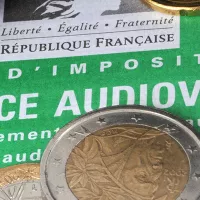 Liberté • Égalité • Fraternité
RÉPUBLIQUE FRANÇAISE
D'IMPOSIT
CE AUDIOV
ement
aud